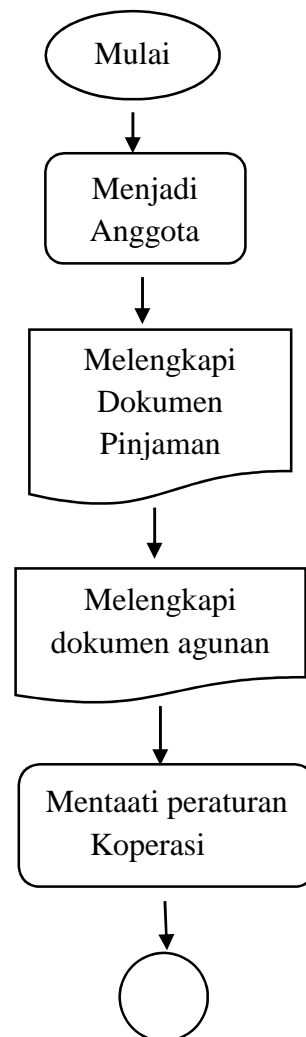 Mulai
Menjadi
Anggota
Melengkapi
Dokumen
Pinjaman
Melengkapi
dokumen agunan
Mentaati peraturan
Koperasi